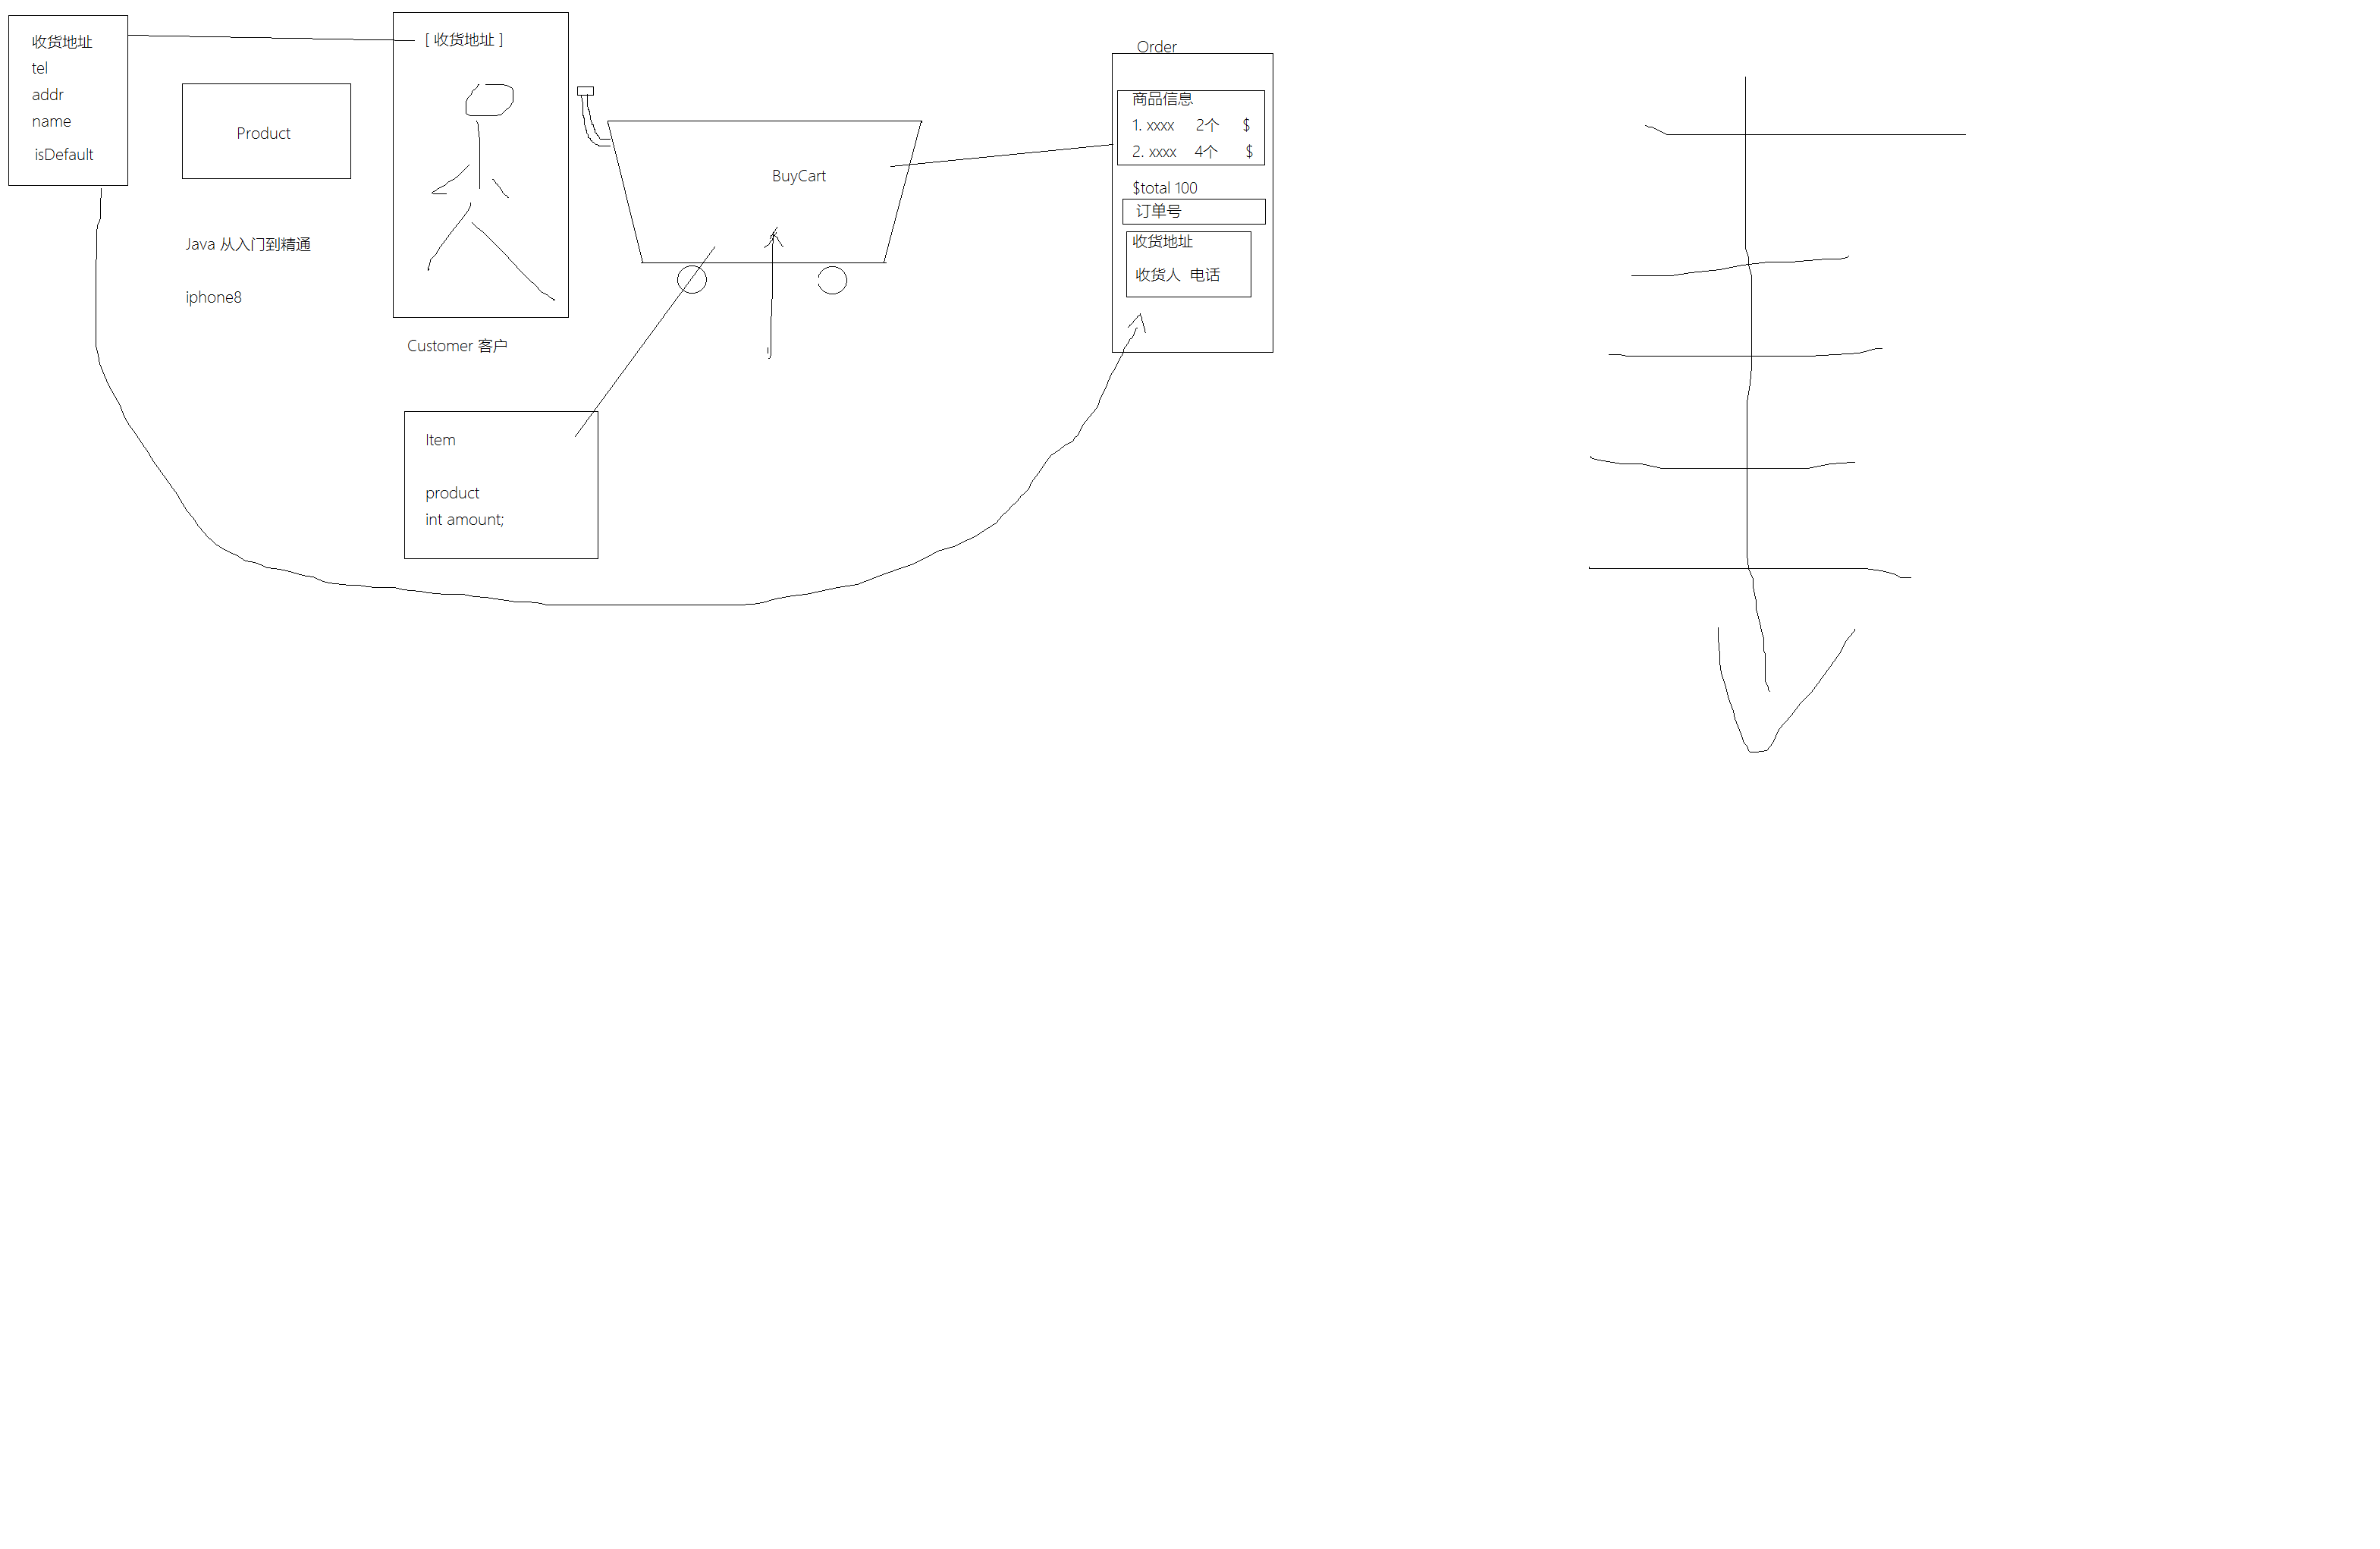 收货地址
tel
addr
name
isDefault
Product
Java 从入门到精通
iphone8
[ 收货地址 ]
Customer 客户
Item
product
int amount;
BuyCart
Order
商品信息
1. xxxx 2个 $
2. xxxx 4个 $
$total 100
订单号
收货地址
收货人 电话